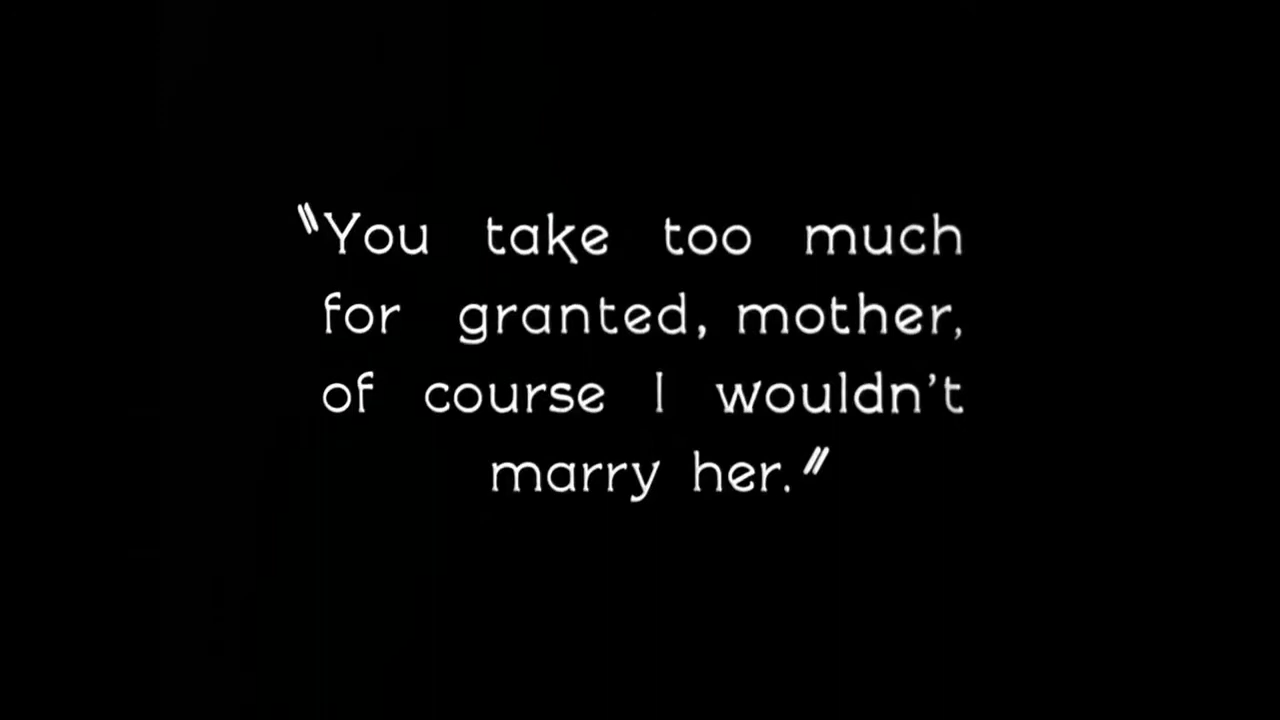 "You take too much
for granted, mother,
of course I wouldn't
marry her."